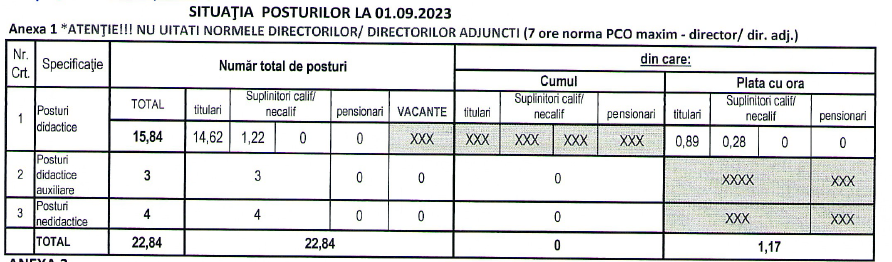 SITUAŢIA POSTURILOR LA 01.09.2023
Anexa 1 *ATENŢIE!!! NU UITATI NORMELE DIRECTORILOR/ DIRECTORILOR ADJUNCTI (7 ore norma PCO maxim - director/ dir. adj.)
Nr. Crt. Specificaţie Număr total de posturi din care:
Cumul Plata cu ora
TOTAL titulari Suplinitori calif/ necalif pensionari VACANTE titulari Suplinitori calif/ necalif pensionari titulari Suplinitori calif/ necalif pensionari
1 Posturi didactice 15,84 14,62 1,22 0 0 XXX XXX XXX XXX XXX 0,89 0,28 0 0
2 Posturi didactice auxiliare 3 3 0 0 0 XXXX XXX
3 Posturi nedidactice 4 4 0 0 0 XXX XXX
TOTAL 22,84 22,84 0 1,17